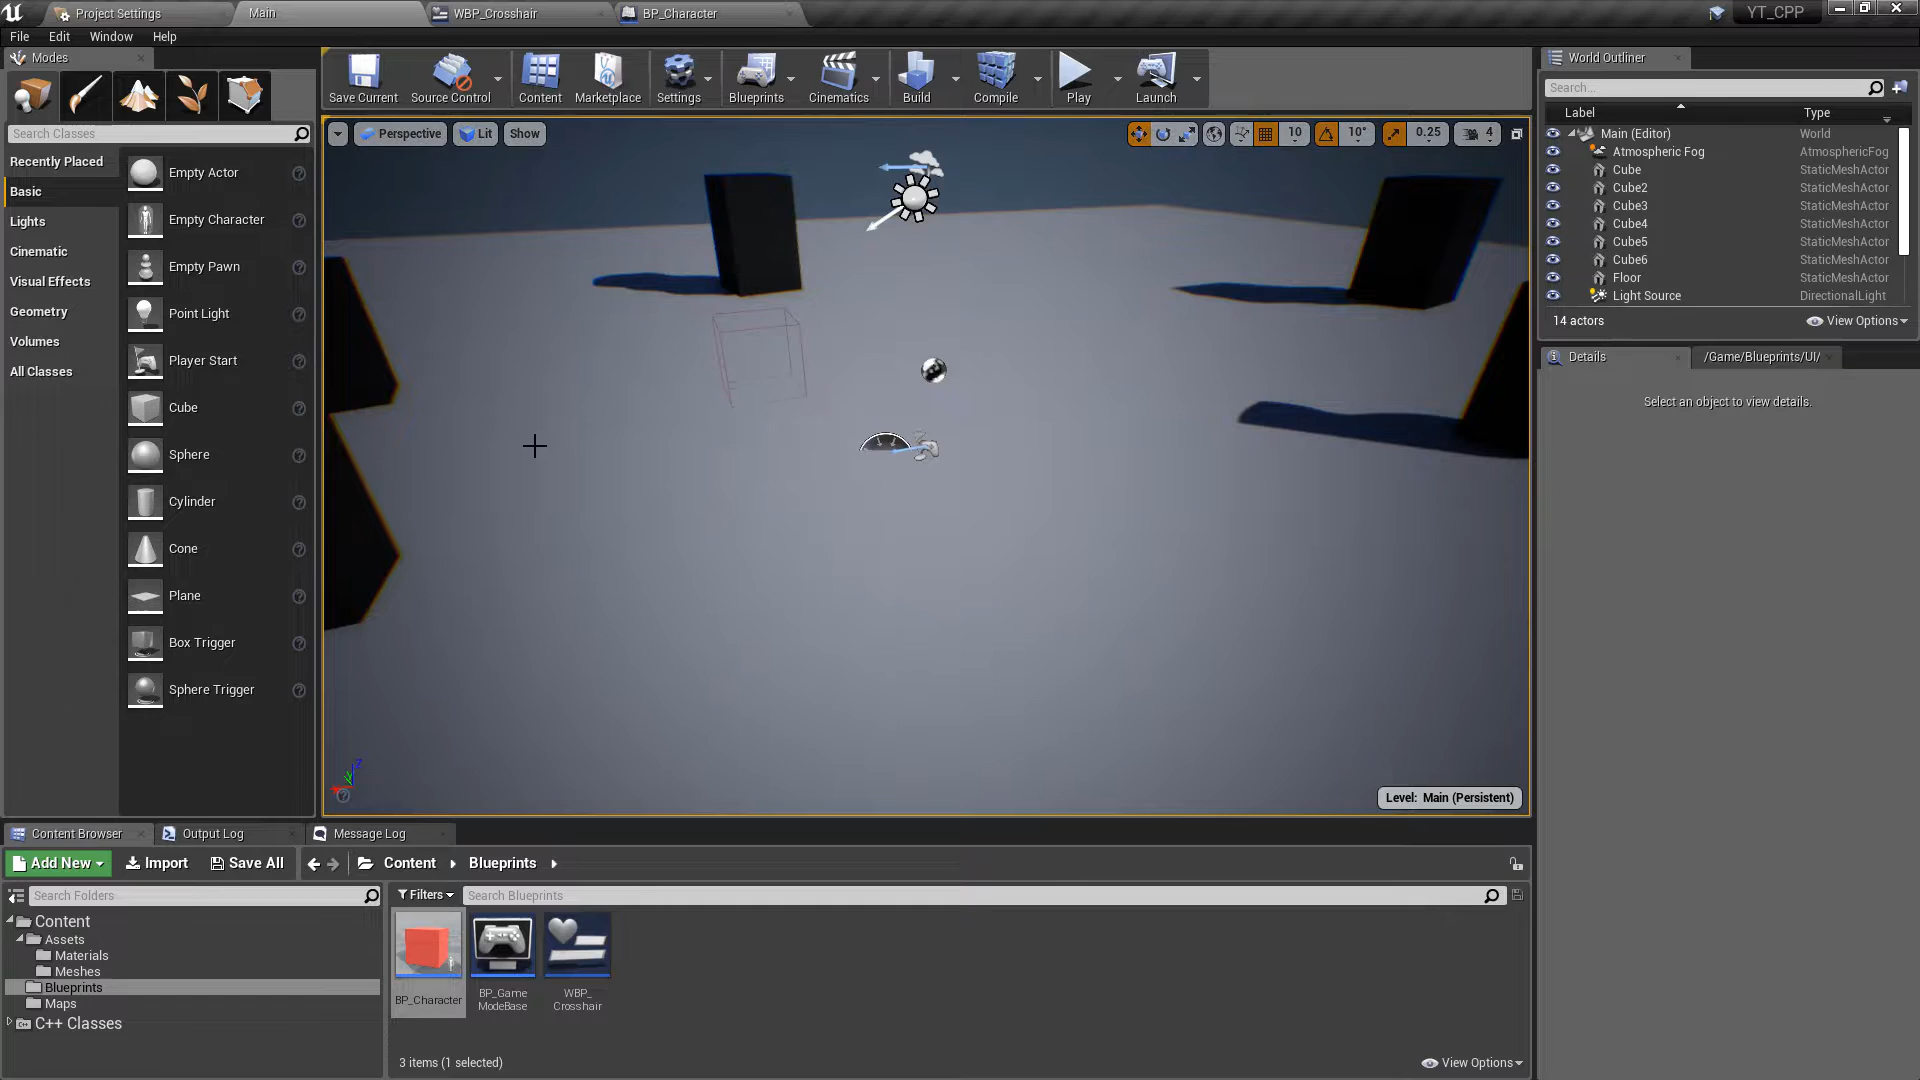 Project Settings
Main
WBP_Crosshair
BP_Character
YT_CPP
File
Edit
Window
Help
Modes
Save Current
Source Control
Content
Marketplace
Settings
Blueprints
Cinematics
Build
Compile
Play
Launch
World Outliner
Search Classes
Perspective
Lit
Show
10
10°
0.25
4
Search...
Label
Type
Recently Placed
Basic
Lights
Cinematic
Visual Effects
Geometry
Volumes
All Classes
Empty Actor
Empty Character
Empty Pawn
Point Light
Player Start
Cube
Sphere
Cylinder
Cone
Plane
Box Trigger
Sphere Trigger
Main (Editor) World
Atmospheric Fog AtmosphericFog
Cube StaticMeshActor
Cube2 StaticMeshActor
Cube3 StaticMeshActor
Cube4 StaticMeshActor
Cube5 StaticMeshActor
Cube6 StaticMeshActor
Floor StaticMeshActor
Light Source DirectionalLight
14 actors
View Options
Details
/Game/Blueprints/UI/
Select an object to view details.
Level: Main (Persistent)
Content Browser
Output Log
Message Log
Add New
Import
Save All
Content
Blueprints
Search Folders
Filters
Search Blueprints
Content
Assets
Materials
Meshes
Blueprints
Maps
C++ Classes
BP_Character
BP_Game
ModeBase
WBP_
Crosshair
3 items (1 selected)
View Options